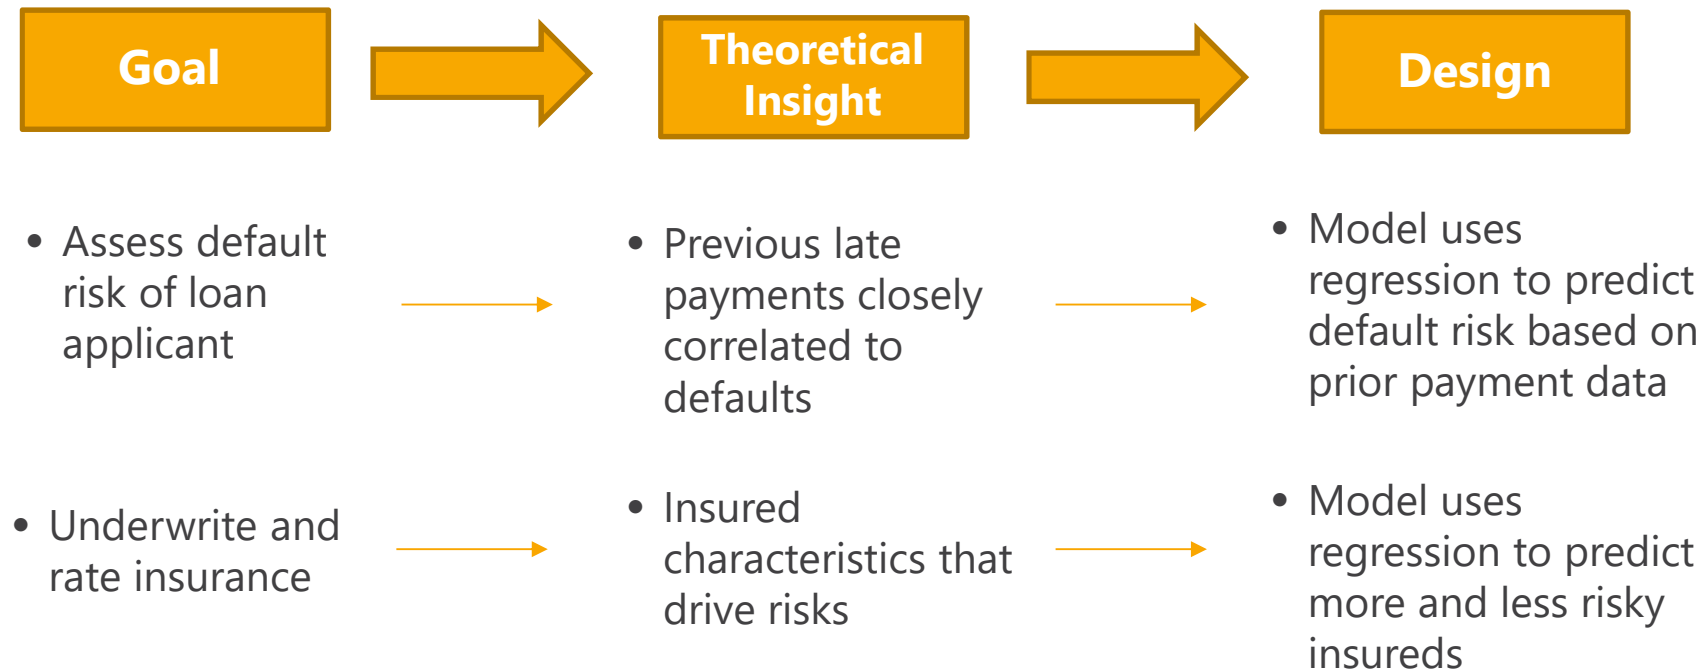 Goal
Theoretical
Insight
Design
• Assess default
risk of loan
applicant
• Previous late
payments closely
correlated to
defaults
• Model uses
regression to predict
default risk based on
prior payment data
• Underwrite and
rate insurance
• Insured
characteristics that
drive risks
• Model uses
regression to predict
more and less risky
insureds